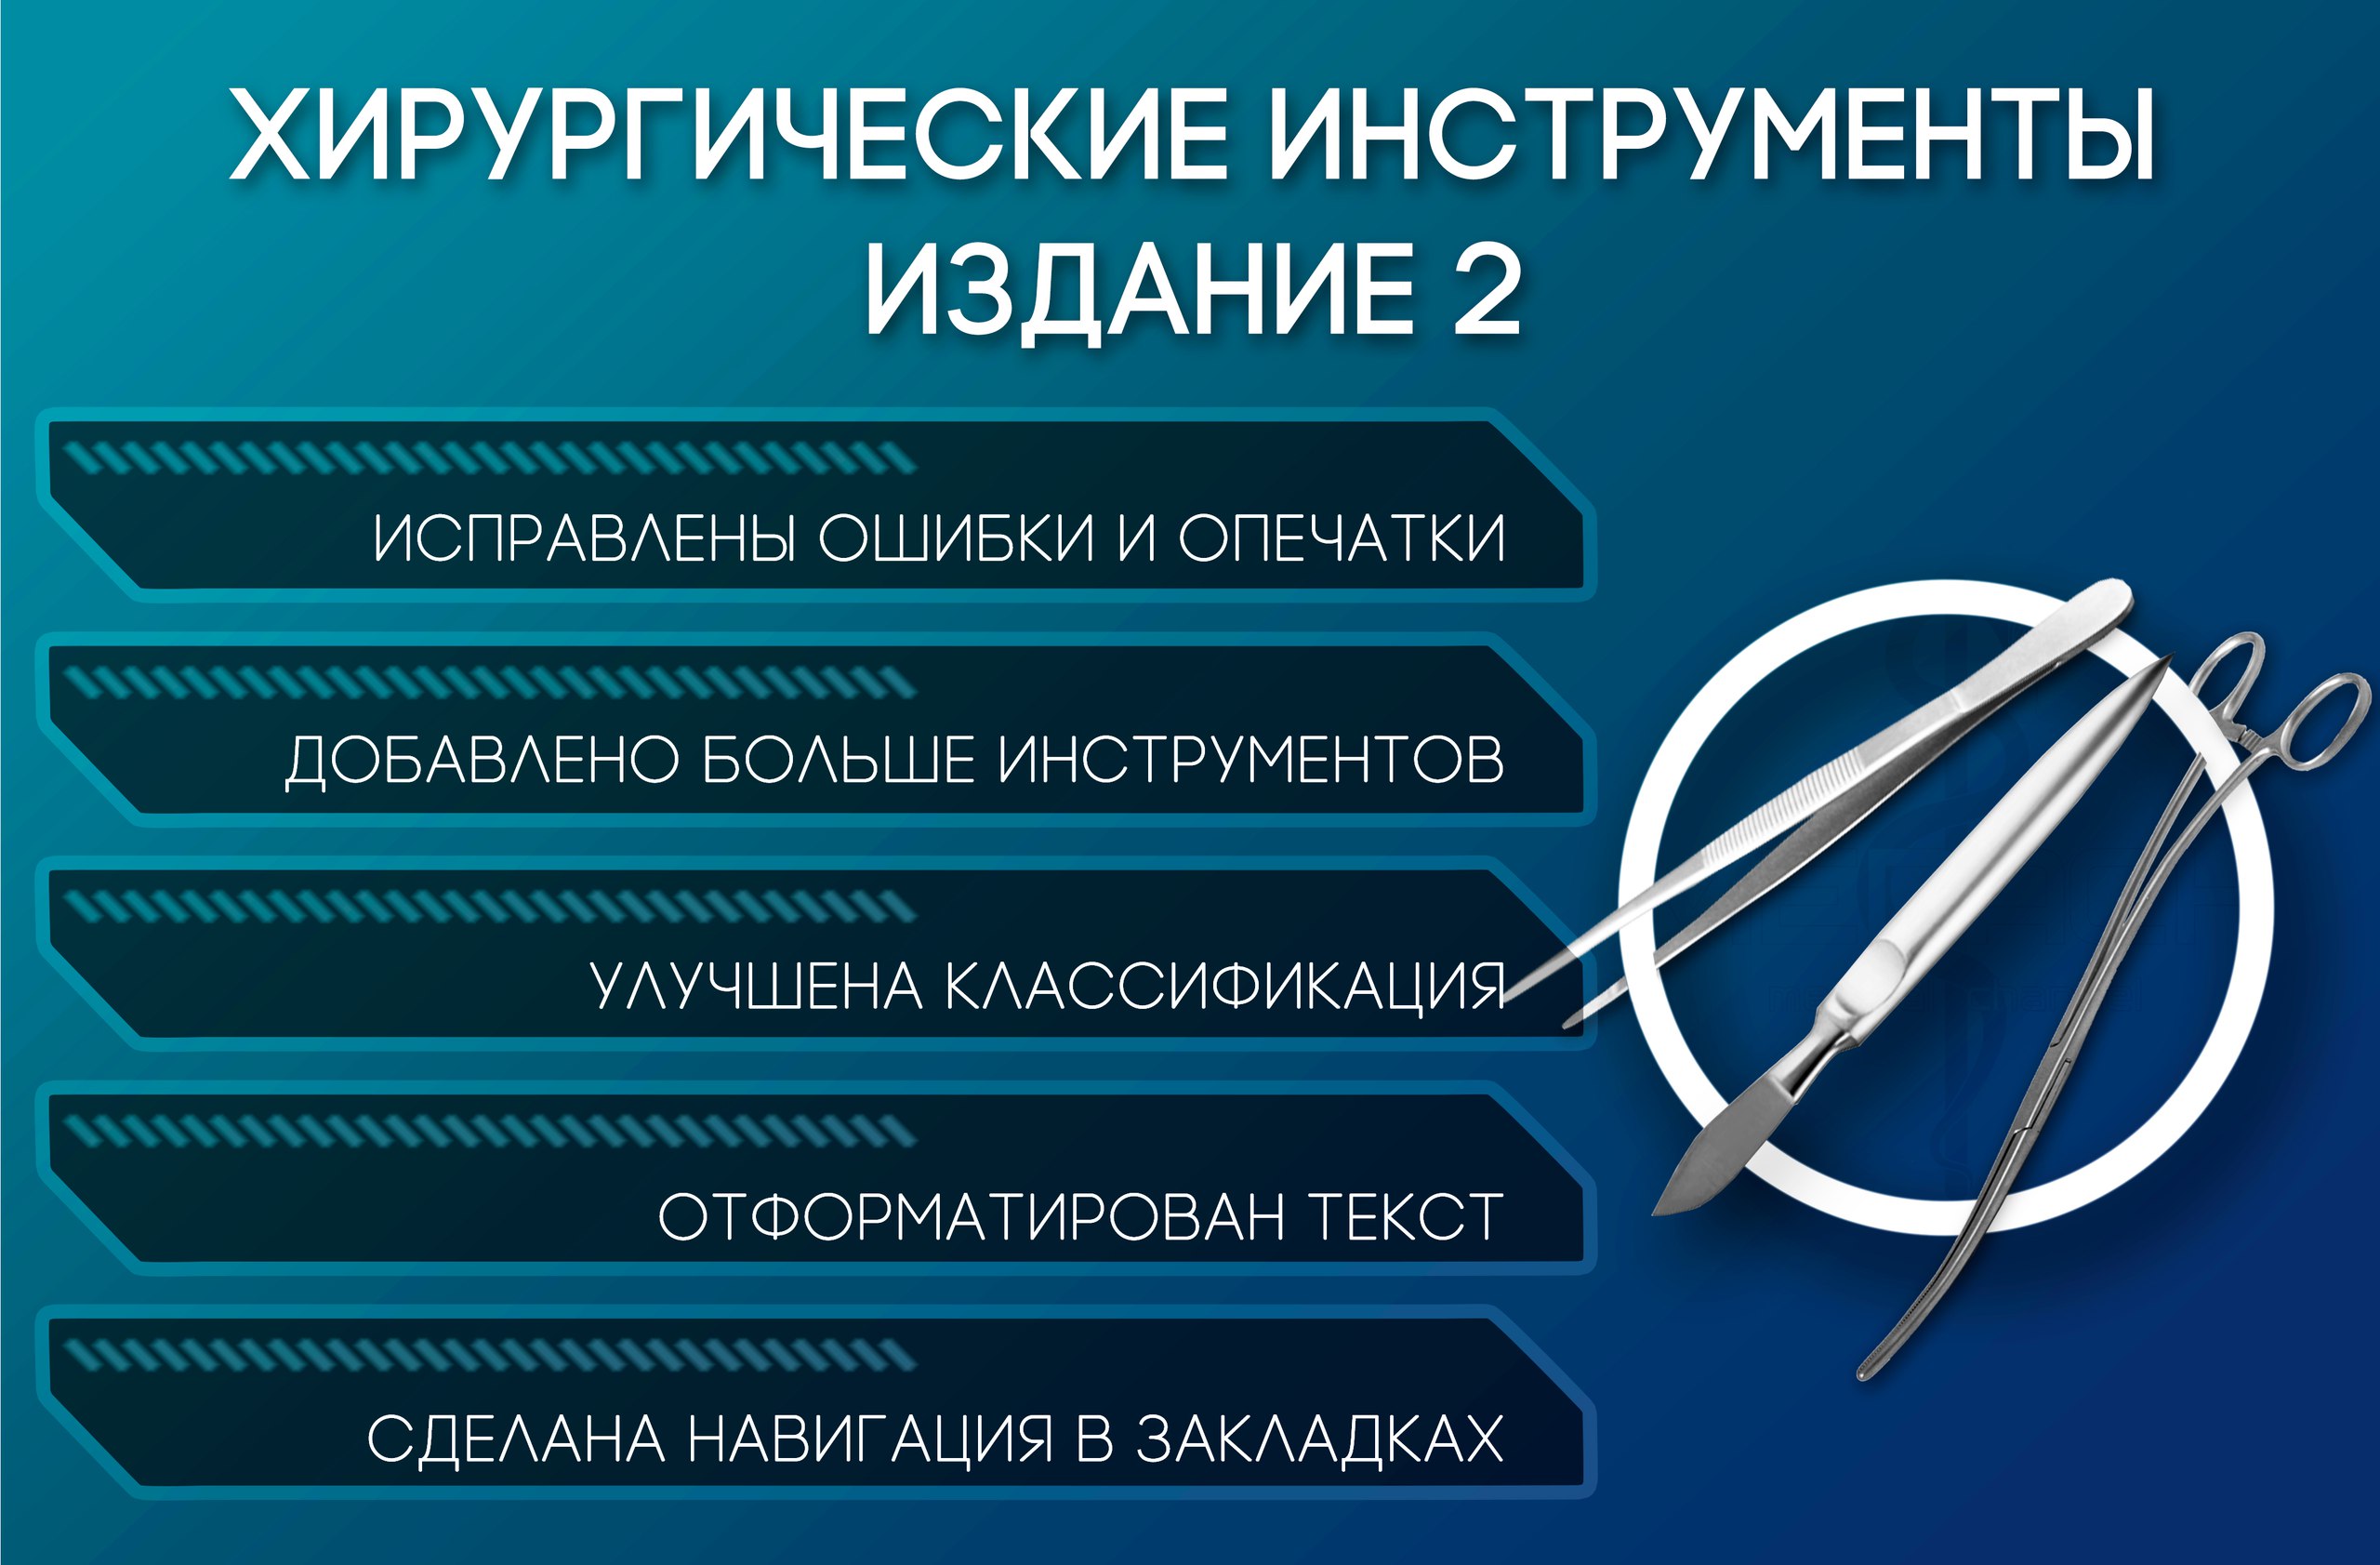 ХИРУРГИЧЕСКИЕ ИНСТРУМЕНТЫ
ИЗДАНИЕ 2
ИСПРАВЛЕНЫ ОШИБКИ И ОПЕЧАТКИ
ДОБАВЛЕНО БОЛЬШЕ ИНСТРУМЕНТОВ
УЛУЧШЕНА КЛАССИФИКАЦИЯ
ОТФОРМАТИРОВАН ТЕКСТ
СДЕЛАНА НАВИГАЦИЯ В ЗАКЛАДКАХ